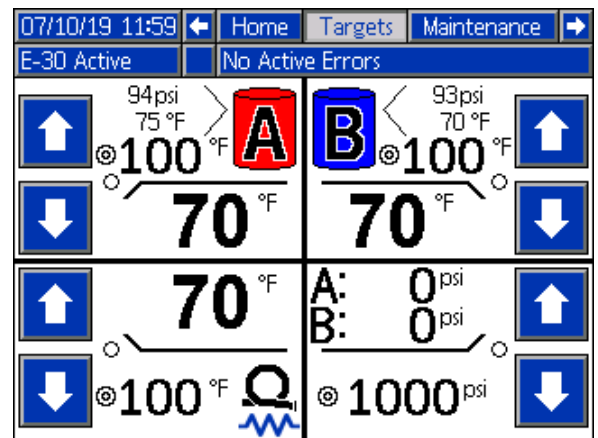 07/10/19 11:59 Home Targets Maintenance
E-30 Active No Active Errors
94psi
75 °F
A
100 °F
70 °F
B
93psi
70 °F
100 °F
70 °F
70 °F
100 °F
A: 0psi
B: 0psi
1000psi